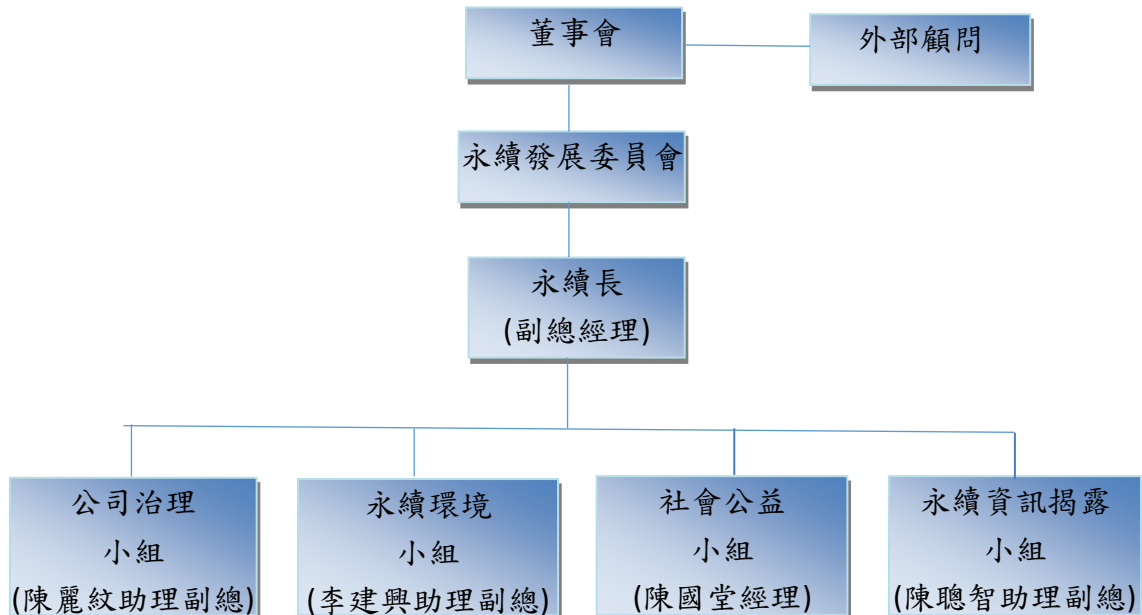 董事會
外部顧問
永續發展委員會
永續長
(副總經理)
公司治理
小組
(陳麗紋助理副總)
永續環境
小組
(李建興助理副總)
社會公益
小組
(陳國堂經理)
永續資訊揭露
小組
(陳聰智助理副總)